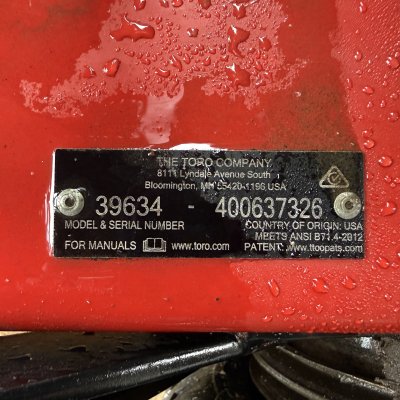 THE TORO COMPANY
8111 Lyndale Avenue South
Bloomington, MN 55420-1196 USA
39634 - 400637326
MODEL & SERIAL NUMBER COUNTRY OF ORIGIN: USA
MEETS ANSI B71.4-2012
FOR MANUALS www.toro.com PATENT: www.ttcopats.com